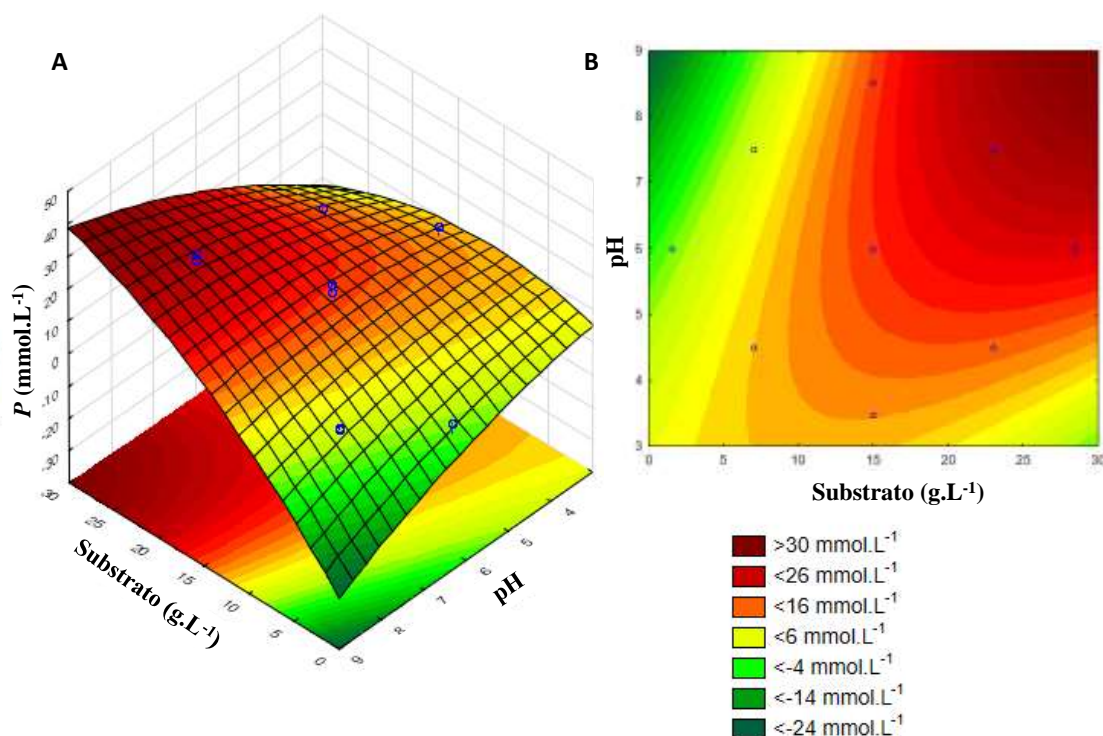 A
50
40
30
20
10
0
-10
-20
-30
P (mmol.L-1)
30
25
20
15
10
5
0
Substrato (g.L-1)
4
5
6
7
8
9
pH
B
9
8
7
6
5
4
3
pH
0 5 10 15 20 25 30
Substrato (g.L-1)
>30 mmol.L-1
<26 mmol.L-1
<16 mmol.L-1
<6 mmol.L-1
<-4 mmol.L-1
<-14 mmol.L-1
<-24 mmol.L-1